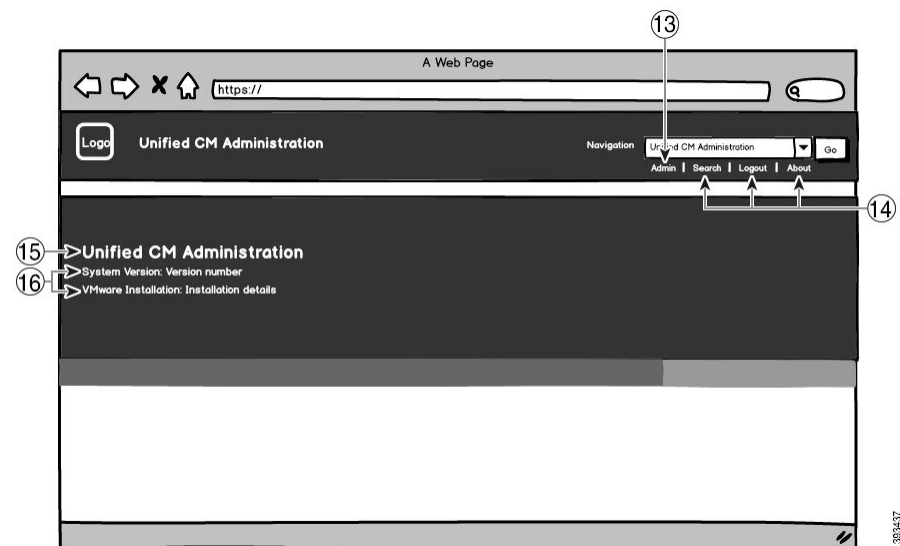 13
A Web Page
https://
Logo
Unified CM Administration
Navigation
Unified CM Administration
Go
Admin | Search | Logout | About
14
15
Unified CM Administration
16
System Version: Version number
VMware Installation: Installation details
393437